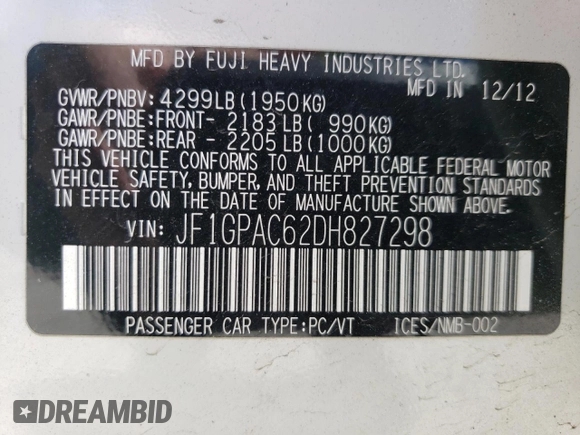 MFD BY FUJI HEAVY INDUSTRIES LTD.
MFD IN 12/12
GVWR/PNBV: 4299LB(1950KG)
GAWR/PNBE:FRONT- 2183LB( 990KG)
GAWR/PNBE:REAR - 2205LB(1000KG)
THIS VEHICLE CONFORMS TO ALL APPLICABLE FEDERAL MOTOR
VEHICLE SAFETY, BUMPER, AND THEFT PREVENTION STANDARDS
IN EFFECT ON THE DATE OF MANUFACTURE SHOWN ABOVE.
VIN: JF1GPAC62DH827298
PASSENGER CAR TYPE:PC/VT ICES/NMB-002
DREAMBID